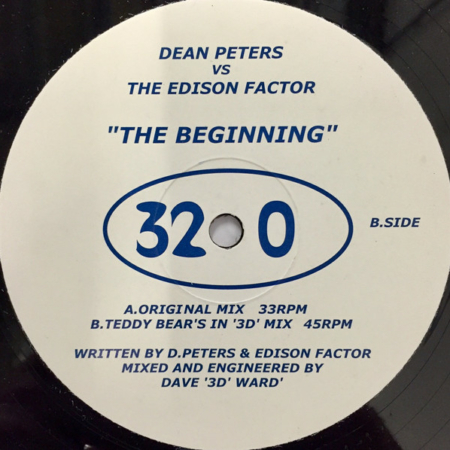 DEAN PETERS
VS
THE EDISON FACTOR
"THE BEGINNING"
32 0
B.SIDE
A.ORIGINAL MIX 33RPM
B.TEDDY BEAR'S IN '3D' MIX 45RPM
WRITTEN BY D.PETERS & EDISON FACTOR
MIXED AND ENGINEERED BY
DAVE '3D' WARD'